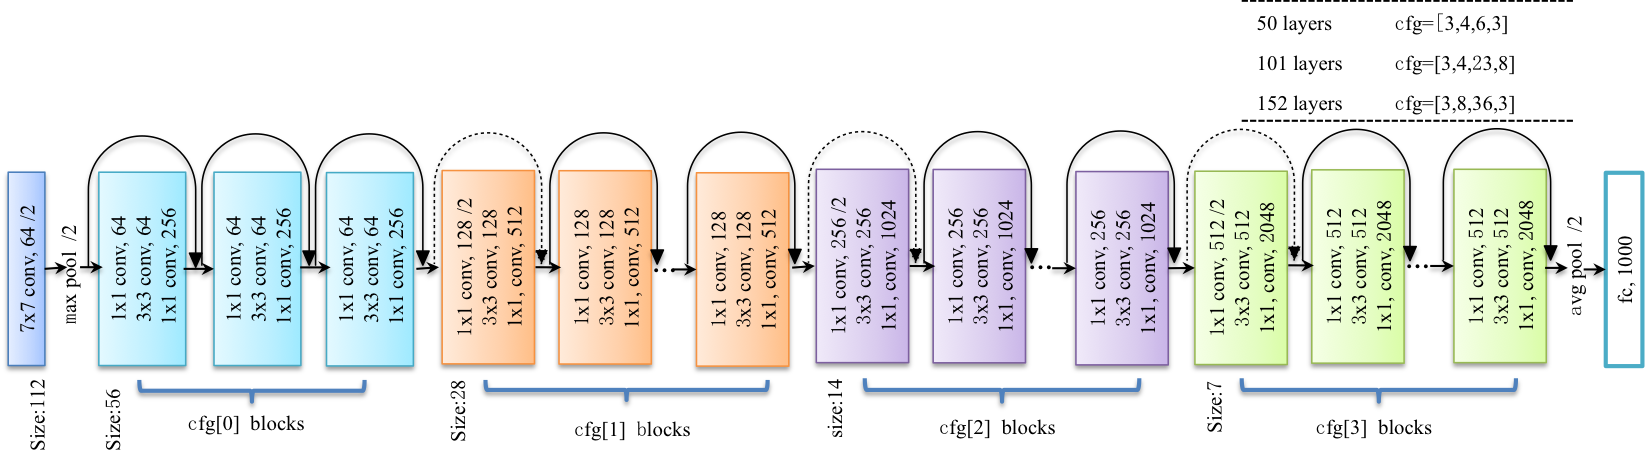 50 layers cfg=[3,4,6,3]
101 layers cfg=[3,4,23,8]
152 layers cfg=[3,8,36,3]
7x7 conv, 64 /2
max pool /2
1x1 conv, 64
3x3 conv, 64
1x1 conv, 256
1x1 conv, 64
3x3 conv, 64
1x1 conv, 256
1x1 conv, 64
3x3 conv, 64
1x1 conv, 256
1x1 conv, 128 /2
3x3 conv, 128
1x1, conv, 512
1x1 conv, 128
3x3 conv, 128
1x1, conv, 512
...
1x1 conv, 128
3x3 conv, 128
1x1, conv, 512
1x1 conv, 256 /2
3x3 conv, 256
1x1, conv, 1024
1x1 conv, 256
3x3 conv, 256
1x1, conv, 1024
...
1x1 conv, 256
3x3 conv, 256
1x1, conv, 1024
1x1 conv, 512 /2
3x3 conv, 512
1x1, conv, 2048
1x1 conv, 512
3x3 conv, 512
1x1, conv, 2048
...
1x1 conv, 512
3x3 conv, 512
1x1, conv, 2048
avg pool /2
fc, 1000
Size:112
Size:56
cfg[0] blocks
Size:28
cfg[1] blocks
size:14
cfg[2] blocks
Size:7
cfg[3] blocks